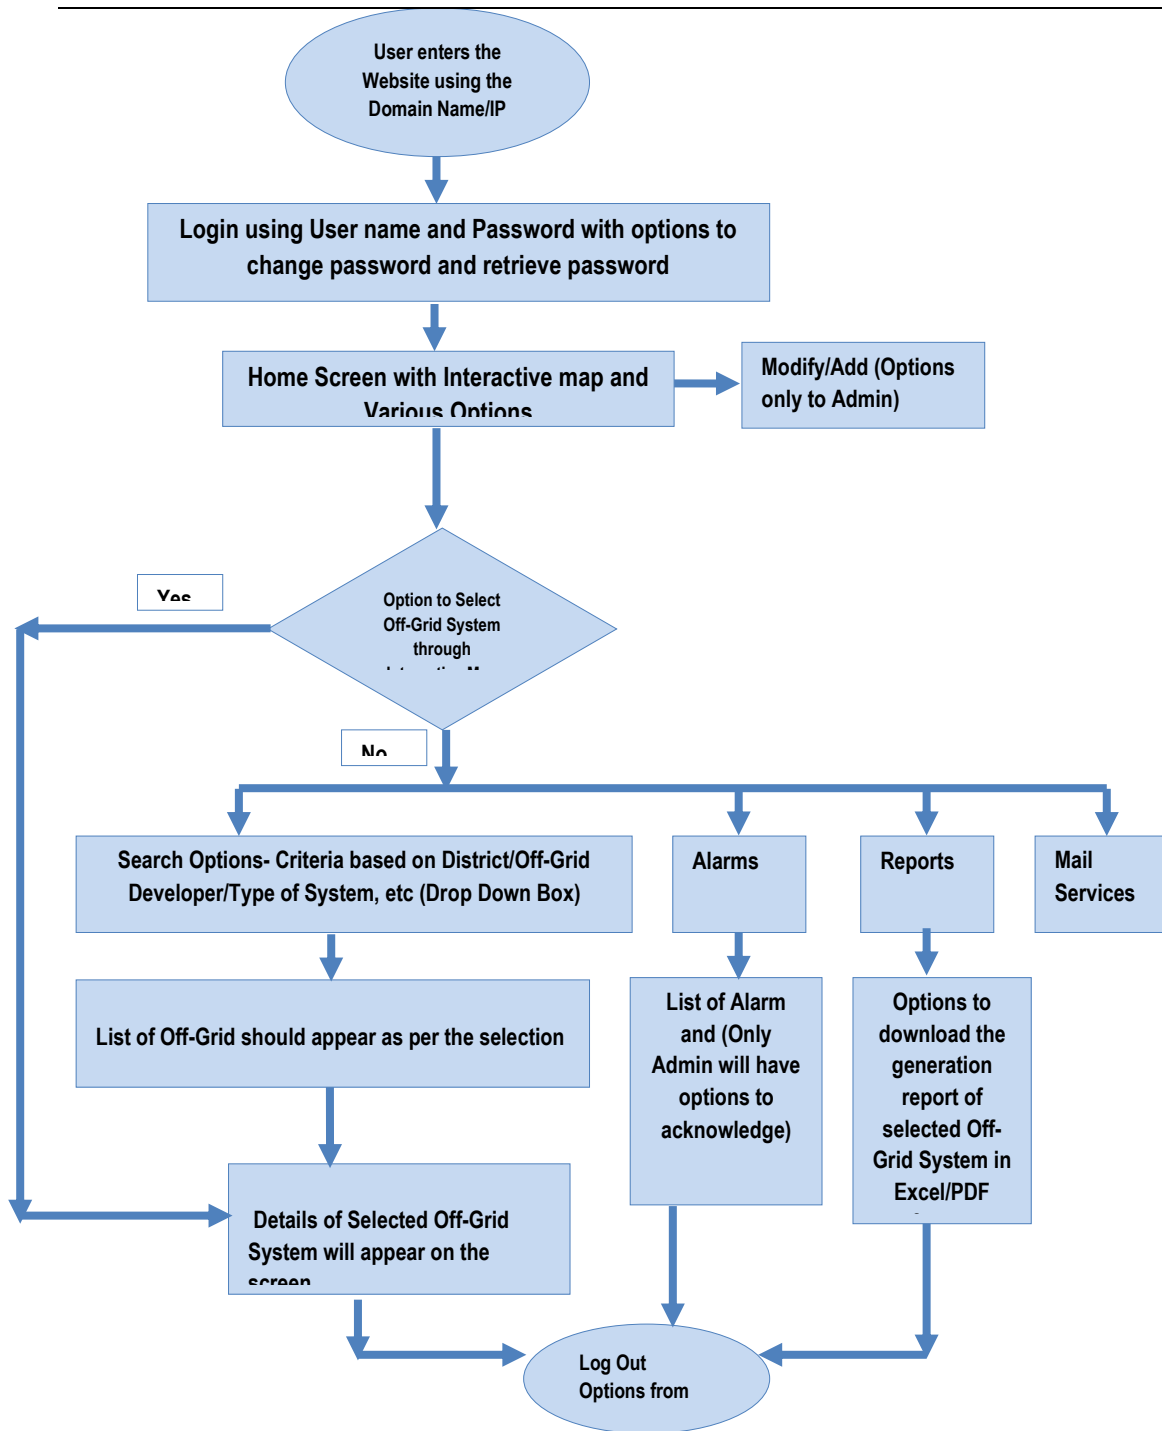 User enters the
Website using the
Domain Name/IP
Login using User name and Password with options to
change password and retrieve password
Home Screen with Interactive map and
Various Options
Modify/Add (Options
only to Admin)
Yes
Option to Select
Off-Grid System
through
No
Search Options- Criteria based on District/Off-Grid
Developer/Type of System, etc (Drop Down Box)
Alarms
Reports
Mail
Services
List of Off-Grid should appear as per the selection
List of Alarm
and (Only
Admin will have
options to
acknowledge)
Options to
download the
generation
report of
selected Off-
Grid System in
Excel/PDF
Details of Selected Off-Grid
System will appear on the
screen
Log Out
Options from